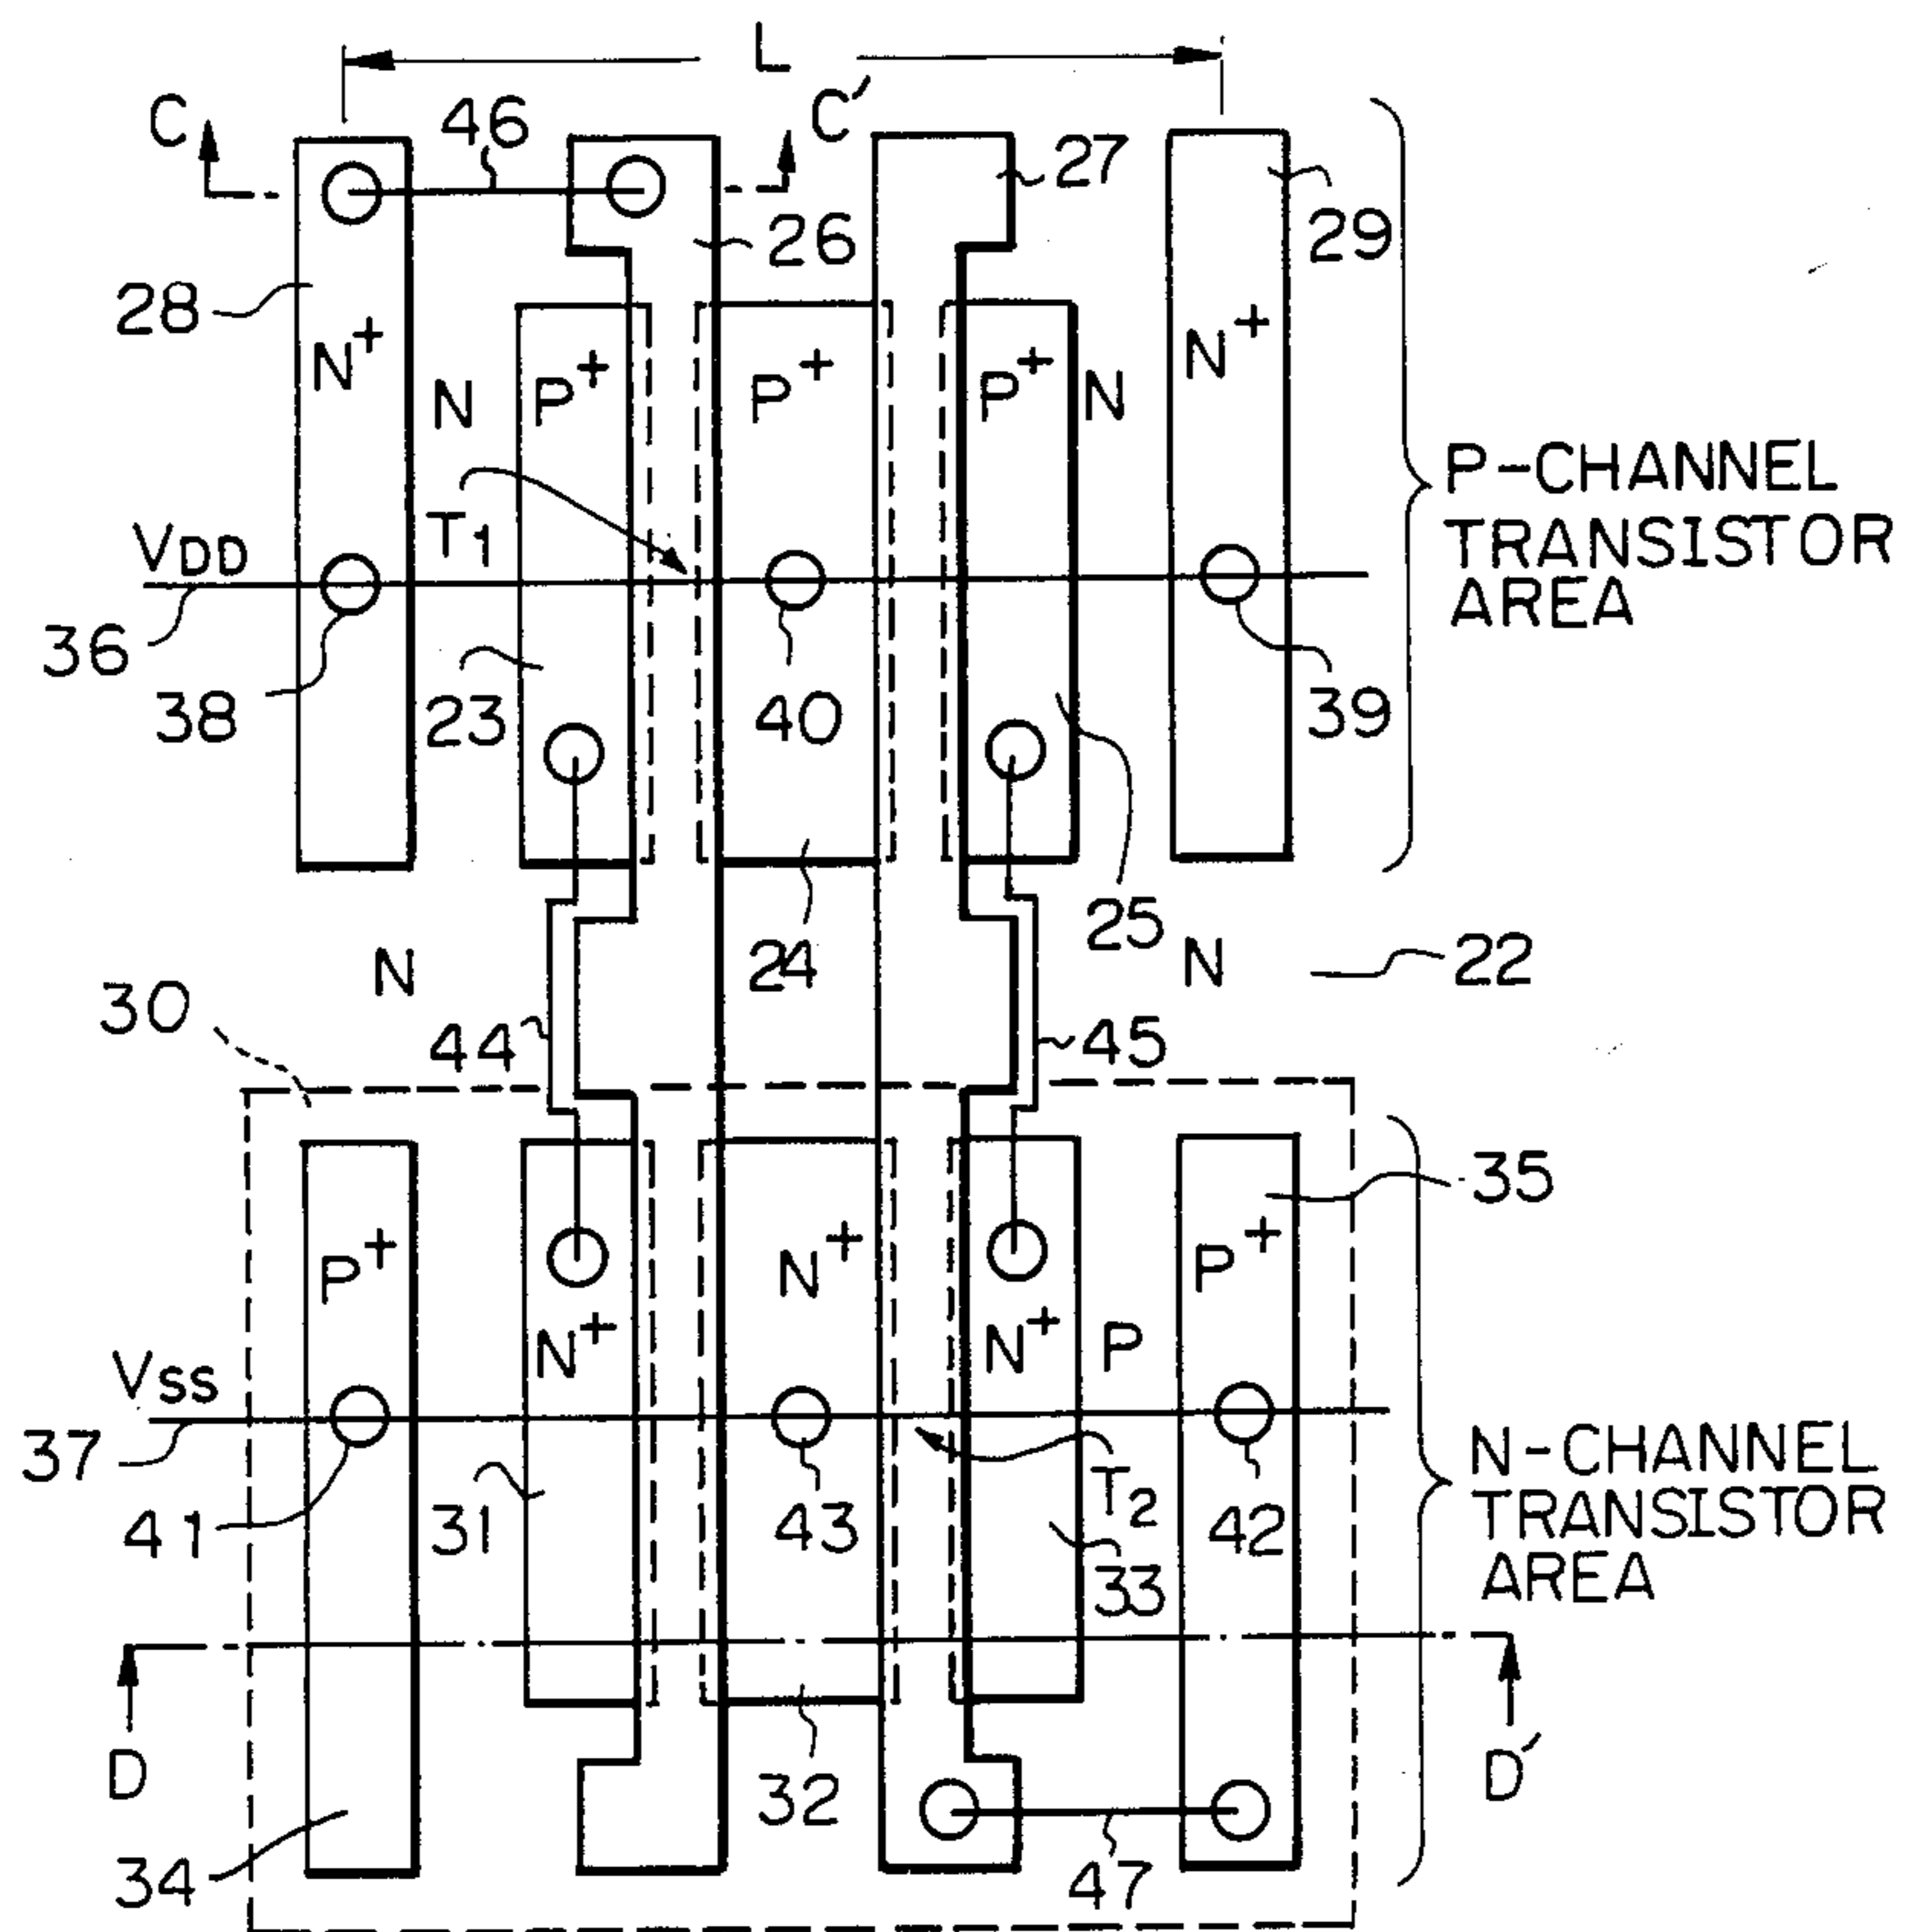 L
C
46
C′
27
26
29
28
N+
N
P+
P+
P+
N
N+
P-CHANNEL
TRANSISTOR
AREA
VDD
T1
36
38
23
40
39
24
25
N
N
22
30
44
45
35
P+
N+
N+
N+
P
P+
VSS
37
41
31
43
T2
42
33
N-CHANNEL
TRANSISTOR
AREA
D
D′
32
34
47